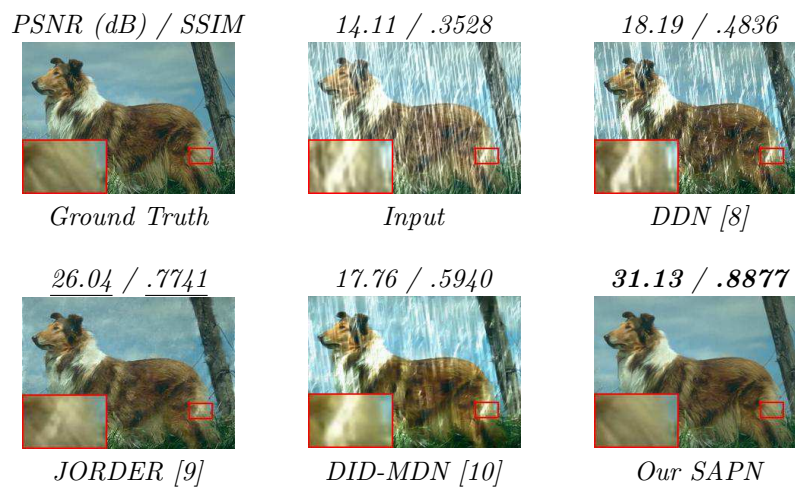 PSNR (dB) / SSIM
14.11 / .3528
18.19 / .4836
Ground Truth
Input
DDN [8]
26.04 / .7741
17.76 / .5940
31.13 / .8877
JORDER [9]
DID-MDN [10]
Our SAPN